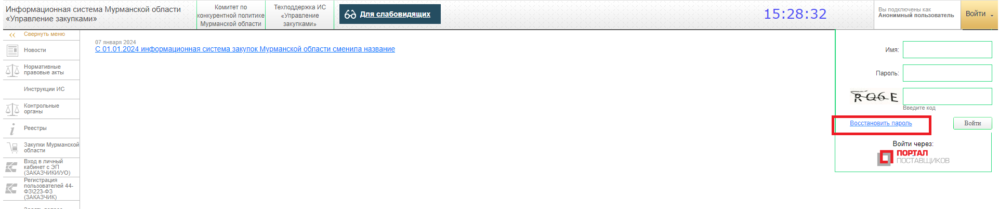 Информационная система Мурманской области
«Управление закупками»
Комитет по
конкурентной политике
Мурманской области
Техподдержка ИС
«Управление
закупками»
Для слабовидящих
15:28:32
Вы подключены как
Анонимный пользователь
Войти
Свернуть меню
Новости
Нормативные
правовые акты
Инструкции ИС
Контрольные
органы
Реестры
Закупки Мурманской
области
Вход в личный
кабинет с ЭП
(ЗАКАЗЧИКИ/УО)
Регистрация
пользователей 44-
ФЗ\223-ФЗ
(ЗАКАЗЧИК)
07 января 2024
С 01.01.2024 информационная система закупок Мурманской области сменила название
Имя:
Пароль:
RQ6E
Введите код
Восстановить пароль
Войти
Войти через:
ПОРТАЛ
ПОСТАВЩИКОВ